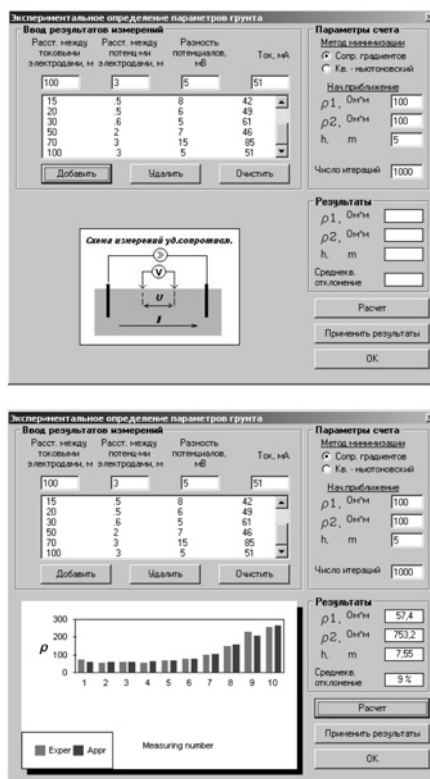 Экспериментальное определение параметров грунта
Ввод результатов измерений
Расст. между токовыми электродами, м
Расст. между потенц-ми электродами, м
Разность потенциалов, мВ
Ток, мА
100 3 5 51
15 .5 8 42
20 .5 6 49
30 .6 5 61
50 2 7 46
70 3 15 85
100 3 5 51
Добавить Удалить Очистить
Схема измерений уд.сопротивл.
V
U
I
Параметры счета
Метод минимизации
Сопр. градиентов
Кв. - ньютоновский
Нач.приближение
ρ1, Ом*м 100
ρ2, Ом*м 100
h, m 5
Число итераций 1000
Результаты
ρ1, Ом*м
ρ2, Ом*м
h, m
Среднекв. отклонение
Расчет
Применить результаты
OK
Экспериментальное определение параметров грунта
Ввод результатов измерений
Расст. между токовыми электродами, м
Расст. между потенц-ми электродами, м
Разность потенциалов, мВ
Ток, мА
100 3 5 51
15 .5 8 42
20 .5 6 49
30 .6 5 61
50 2 7 46
70 3 15 85
100 3 5 51
Добавить Удалить Очистить
ρ
300
200
100
0
1 2 3 4 5 6 7 8 9 10
Exper Appr
Measuring number
Параметры счета
Метод минимизации
Сопр. градиентов
Кв. - ньютоновский
Нач.приближение
ρ1, Ом*м 100
ρ2, Ом*м 100
h, m 5
Число итераций 1000
Результаты
ρ1, Ом*м 57,4
ρ2, Ом*м 753,2
h, m 7,55
Среднекв. отклонение 9 %
Расчет
Применить результаты
OK